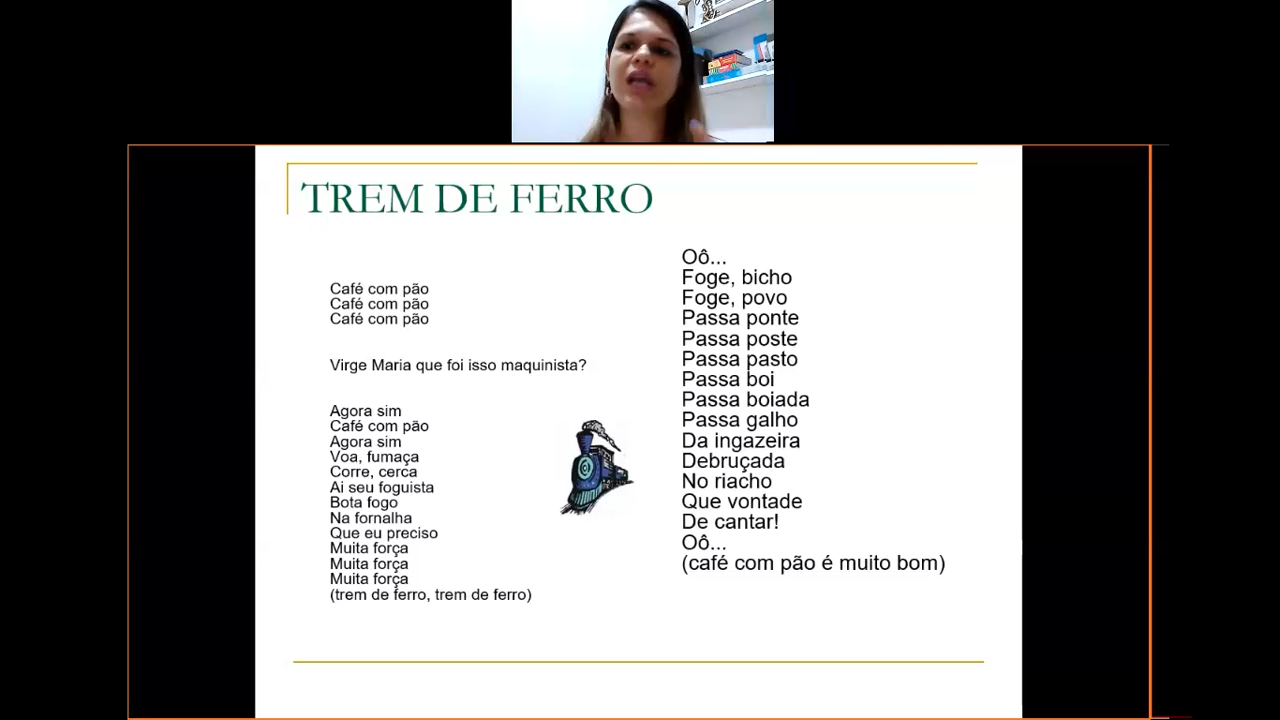 TREM DE FERRO
Café com pão
Café com pão
Café com pão
Virge Maria que foi isso maquinista?
Agora sim
Café com pão
Agora sim
Voa, fumaça
Corre, cerca
Ai seu foguista
Bota fogo
Na fornalha
Que eu preciso
Muita força
Muita força
Muita força
(trem de ferro, trem de ferro)
Oô...
Foge, bicho
Foge, povo
Passa ponte
Passa poste
Passa pasto
Passa boi
Passa boiada
Passa galho
Da ingazeira
Debruçada
No riacho
Que vontade
De cantar!
Oô...
(café com pão é muito bom)